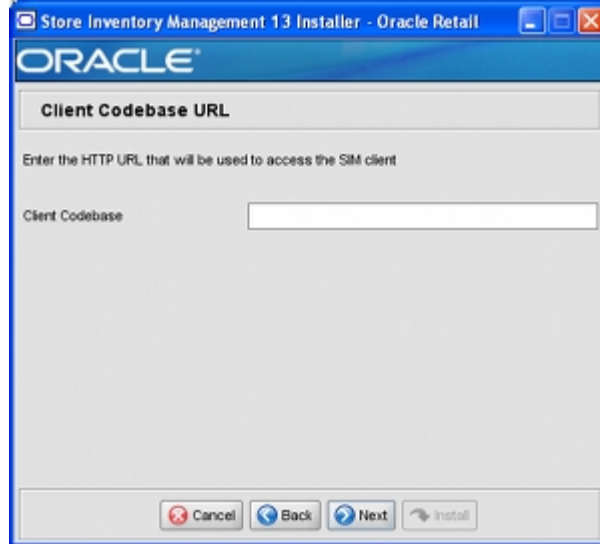 Store Inventory Management 13 Installer - Oracle Retail
ORACLE
Client Codebase URL
Enter the HTTP URL that will be used to access the SIM client
Client Codebase
Cancel
Back
Next
Install